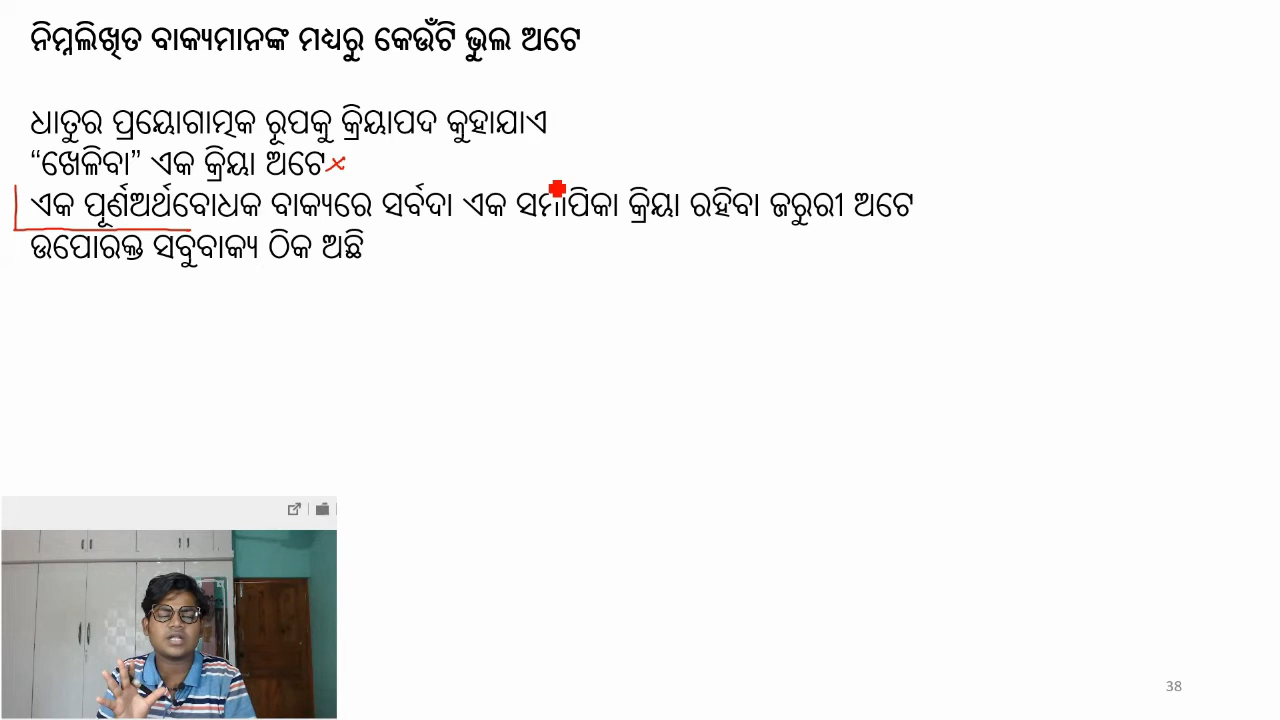 ନିମ୍ନଲିଖିତ ବାକ୍ୟମାନଙ୍କ ମଧ୍ୟରୁ କେଉଁଟି ଭୁଲ ଅଟେ
ଧାତୁର ପ୍ରୟୋଗାତ୍ମକ ରୂପକୁ କ୍ରିୟାପଦ କୁହାଯାଏ
“ଖେଳିବା” ଏକ କ୍ରିୟା ଅଟେ
ଏକ ପୂର୍ଣଅର୍ଥବୋଧକ ବାକ୍ୟରେ ସର୍ବଦା ଏକ ସମାପିକା କ୍ରିୟା ରହିବା ଜରୁରୀ ଅଟେ
ଉପୋରକ୍ତ ସବୁବାକ୍ୟ ଠିକ ଅଛି
38